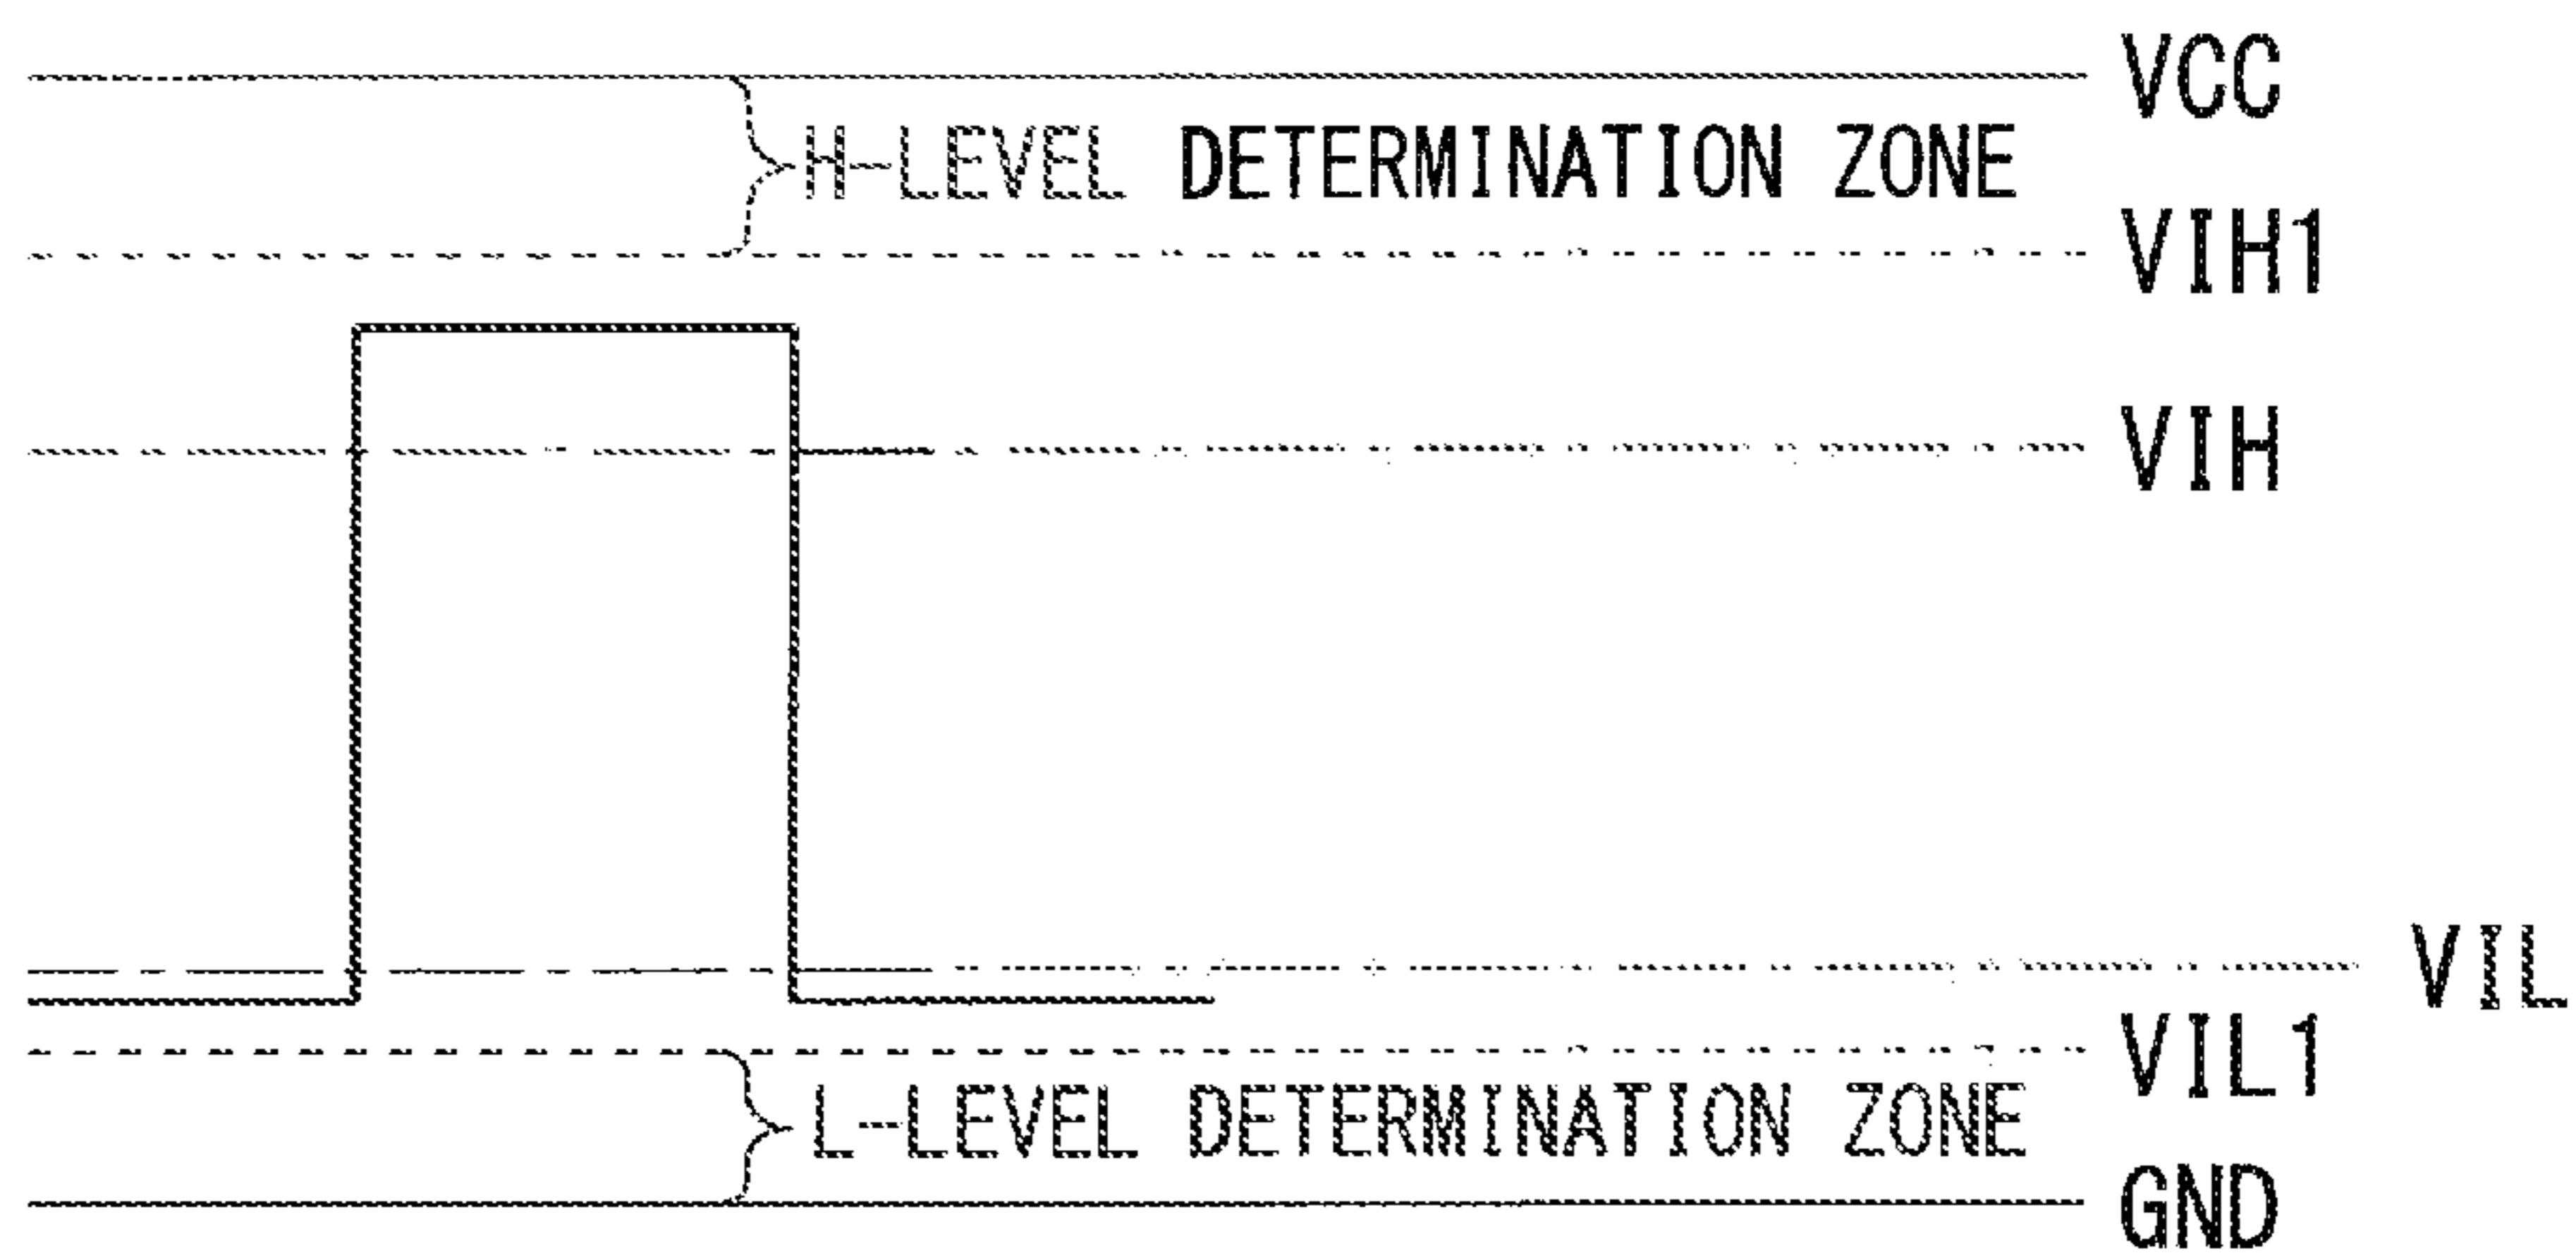 VCC
H-LEVEL DETERMINATION ZONE
VIH1
VIH
VIL
VIL1
L-LEVEL DETERMINATION ZONE
GND